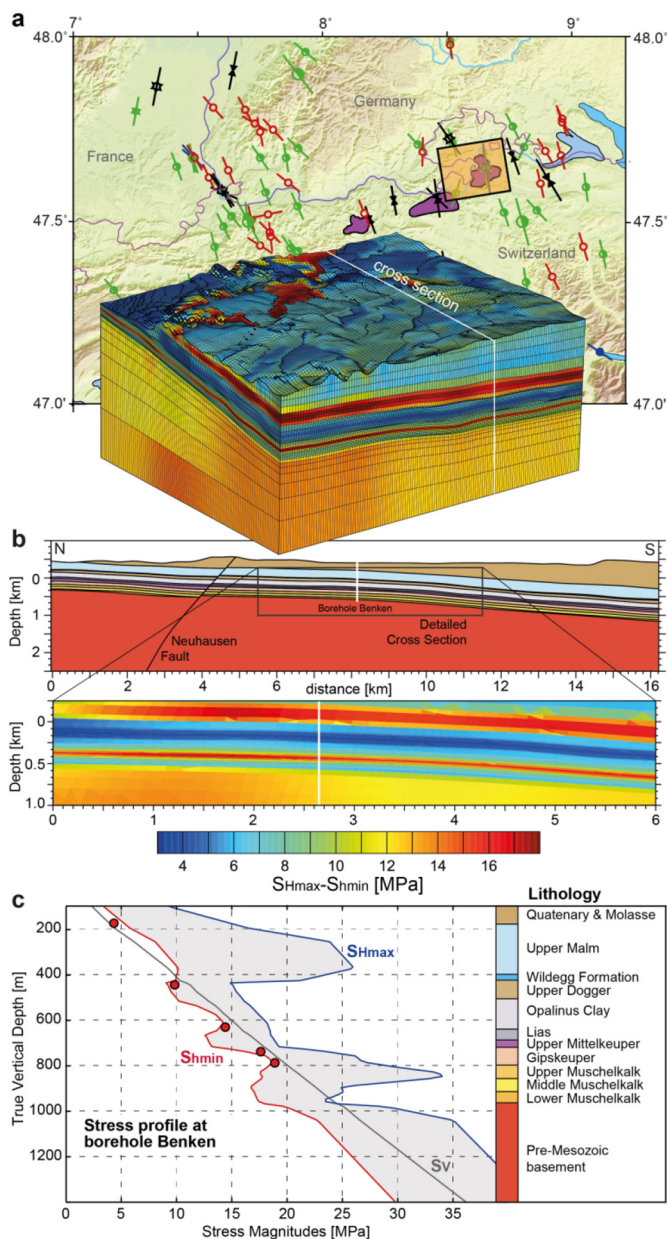 a
7° 8° 9°
48.0°
48.0°
Germany
France
47.5°
47.5°
Switzerland
cross section
47.0°
47.0°
b
N S
Depth [km]
0
1
2
Borehole Benken
Neuhausen
Fault
Detailed
Cross Section
0 2 4 6 8 10 12 14 16
distance [km]
Depth [km]
0
0.5
1.0
0 1 2 3 4 5 6
4 6 8 10 12 14 16
SHmax-Shmin [MPa]
c
Lithology
True Vertical Depth [m]
200
400
600
800
1000
1200
SHmax
Shmin
Sv
Stress profile at
borehole Benken
0 5 10 15 20 25 30 35
Stress Magnitudes [MPa]
Quatenary & Molasse
Upper Malm
Wildegg Formation
Upper Dogger
Opalinus Clay
Lias
Upper Mittelkeuper
Gipskeuper
Upper Muschelkalk
Middle Muschelkalk
Lower Muschelkalk
Pre-Mesozoic
basement